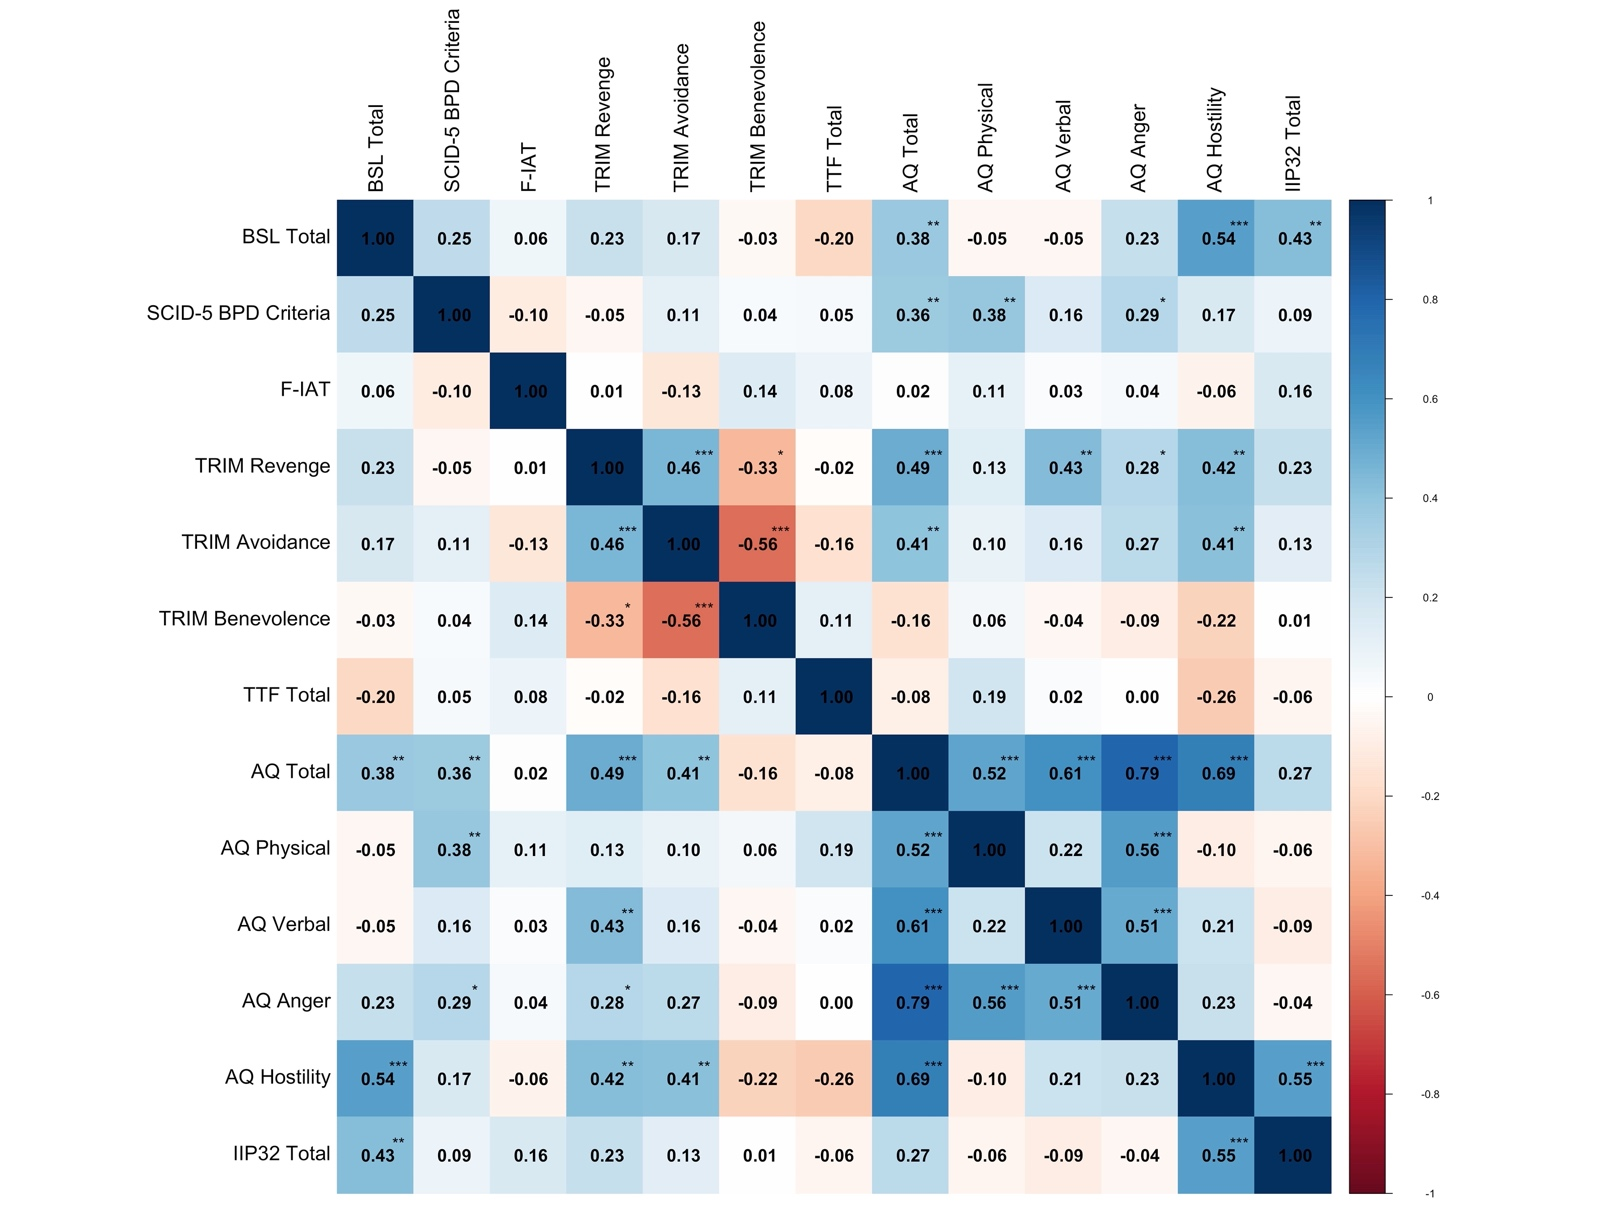 BSL Total SCID-5 BPD Criteria F-IAT TRIM Revenge TRIM Avoidance TRIM Benevolence TTF Total AQ Total AQ Physical AQ Verbal AQ Anger AQ Hostility IIP32 Total
BSL Total 1.00 0.25 0.06 0.23 0.17 -0.03 -0.20 0.38** -0.05 -0.05 0.23 0.54*** 0.43**
SCID-5 BPD Criteria 0.25 1.00 -0.10 -0.05 0.11 0.04 0.05 0.36** 0.38** 0.16 0.29* 0.17 0.09
F-IAT 0.06 -0.10 1.00 0.01 -0.13 0.14 0.08 0.02 0.11 0.03 0.04 -0.06 0.16
TRIM Revenge 0.23 -0.05 0.01 1.00 0.46*** -0.33* -0.02 0.49*** 0.13 0.43** 0.28* 0.42** 0.23
TRIM Avoidance 0.17 0.11 -0.13 0.46*** 1.00 -0.56*** -0.16 0.41** 0.10 0.16 0.27 0.41** 0.13
TRIM Benevolence -0.03 0.04 0.14 -0.33* -0.56*** 1.00 0.11 -0.16 0.06 -0.04 -0.09 -0.22 0.01
TTF Total -0.20 0.05 0.08 -0.02 -0.16 0.11 1.00 -0.08 0.19 0.02 0.00 -0.26 -0.06
AQ Total 0.38** 0.36** 0.02 0.49*** 0.41** -0.16 -0.08 1.00 0.52*** 0.61*** 0.79*** 0.69*** 0.27
AQ Physical -0.05 0.38** 0.11 0.13 0.10 0.06 0.19 0.52*** 1.00 0.22 0.56*** -0.10 -0.06
AQ Verbal -0.05 0.16 0.03 0.43** 0.16 -0.04 0.02 0.61*** 0.22 1.00 0.51*** 0.21 -0.09
AQ Anger 0.23 0.29* 0.04 0.28* 0.27 -0.09 0.00 0.79*** 0.56*** 0.51*** 1.00 0.23 -0.04
AQ Hostility 0.54*** 0.17 -0.06 0.42** 0.41** -0.22 -0.26 0.69*** -0.10 0.21 0.23 1.00 0.55***
IIP32 Total 0.43** 0.09 0.16 0.23 0.13 0.01 -0.06 0.27 -0.06 -0.09 -0.04 0.55*** 1.00
1
0.8
0.6
0.4
0.2
0
-0.2
-0.4
-0.6
-0.8
-1